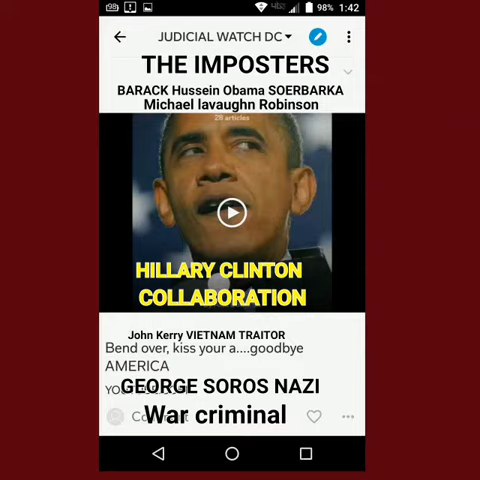 98% 1:42
JUDICIAL WATCH DC
THE IMPOSTERS
BARACK Hussein Obama SOERBARKA
Michael lavaughn Robinson
28 articles
HILLARY CLINTON
COLLABORATION
John Kerry VIETNAM TRAITOR
Bend over, kiss your a....goodbye
AMERICA
GEORGE SOROS NAZI
War criminal